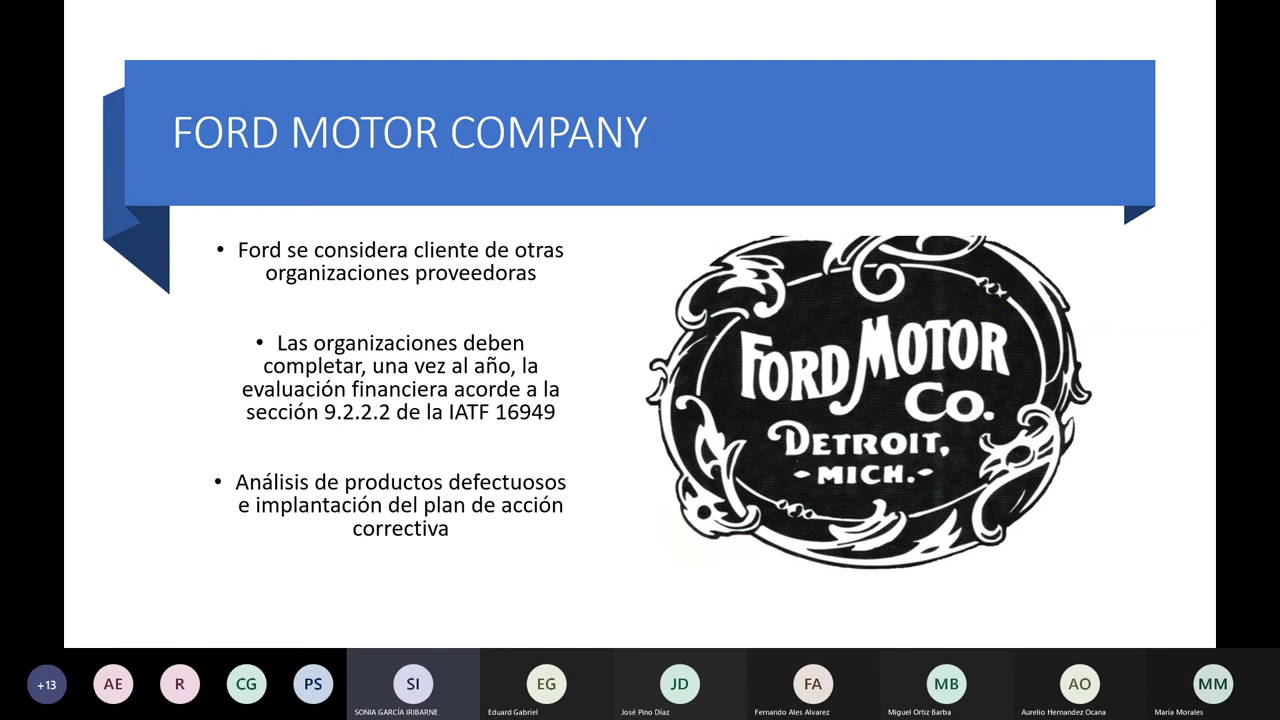 FORD MOTOR COMPANY
• Ford se considera cliente de otras
organizaciones proveedoras
• Las organizaciones deben
completar, una vez al año, la
evaluación financiera acorde a la
sección 9.2.2.2 de la IATF 16949
• Análisis de productos defectuosos
e implantación del plan de acción
correctiva
FORD MOTOR
Co.
DETROIT,
-MICH.-
+13
AE
R
CG
PS
SI
EG
JD
FA
MB
AO
MM
SONIA GARCÍA IRIBARNE
Eduard Gabriel
José Pino Díaz
Fernando Ales Alvarez
Miguel Ortiz Barba
Aurelio Hernandez Ocana
María Morales